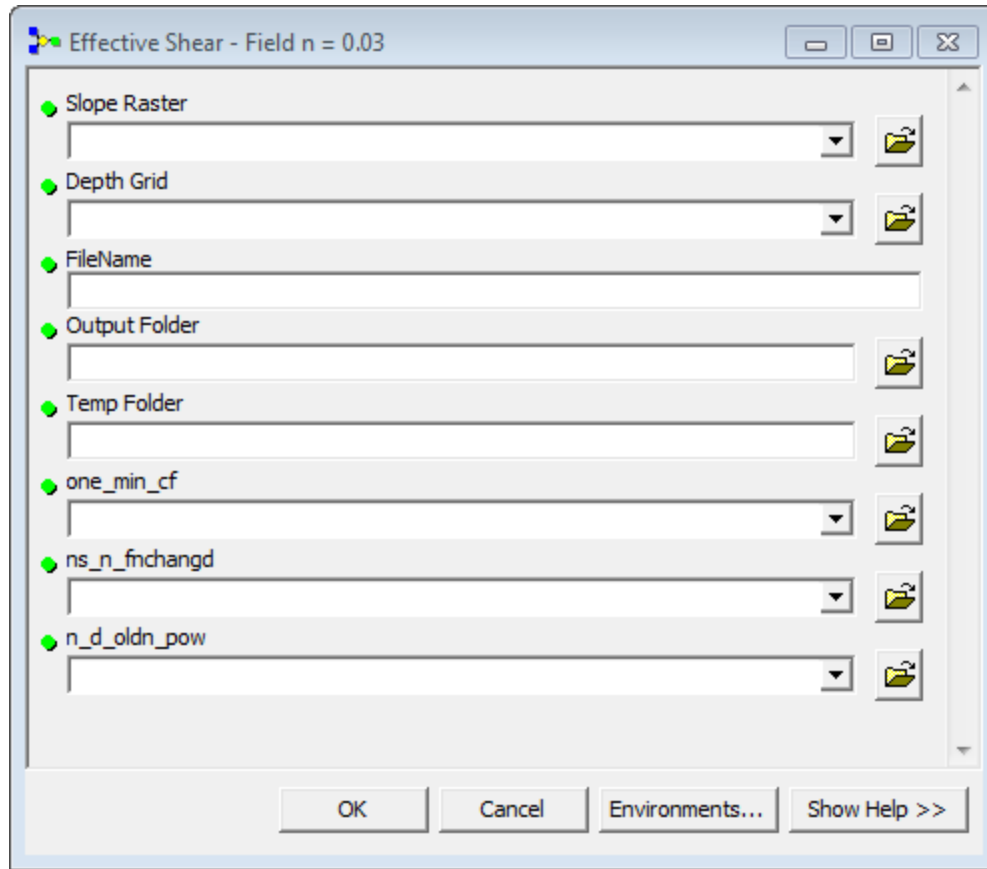 Effective Shear - Field n = 0.03
Slope Raster
Depth Grid
FileName
Output Folder
Temp Folder
one_min_cf
ns_n_fnchangd
n_d_oldn_pow
OK Cancel Environments... Show Help >>